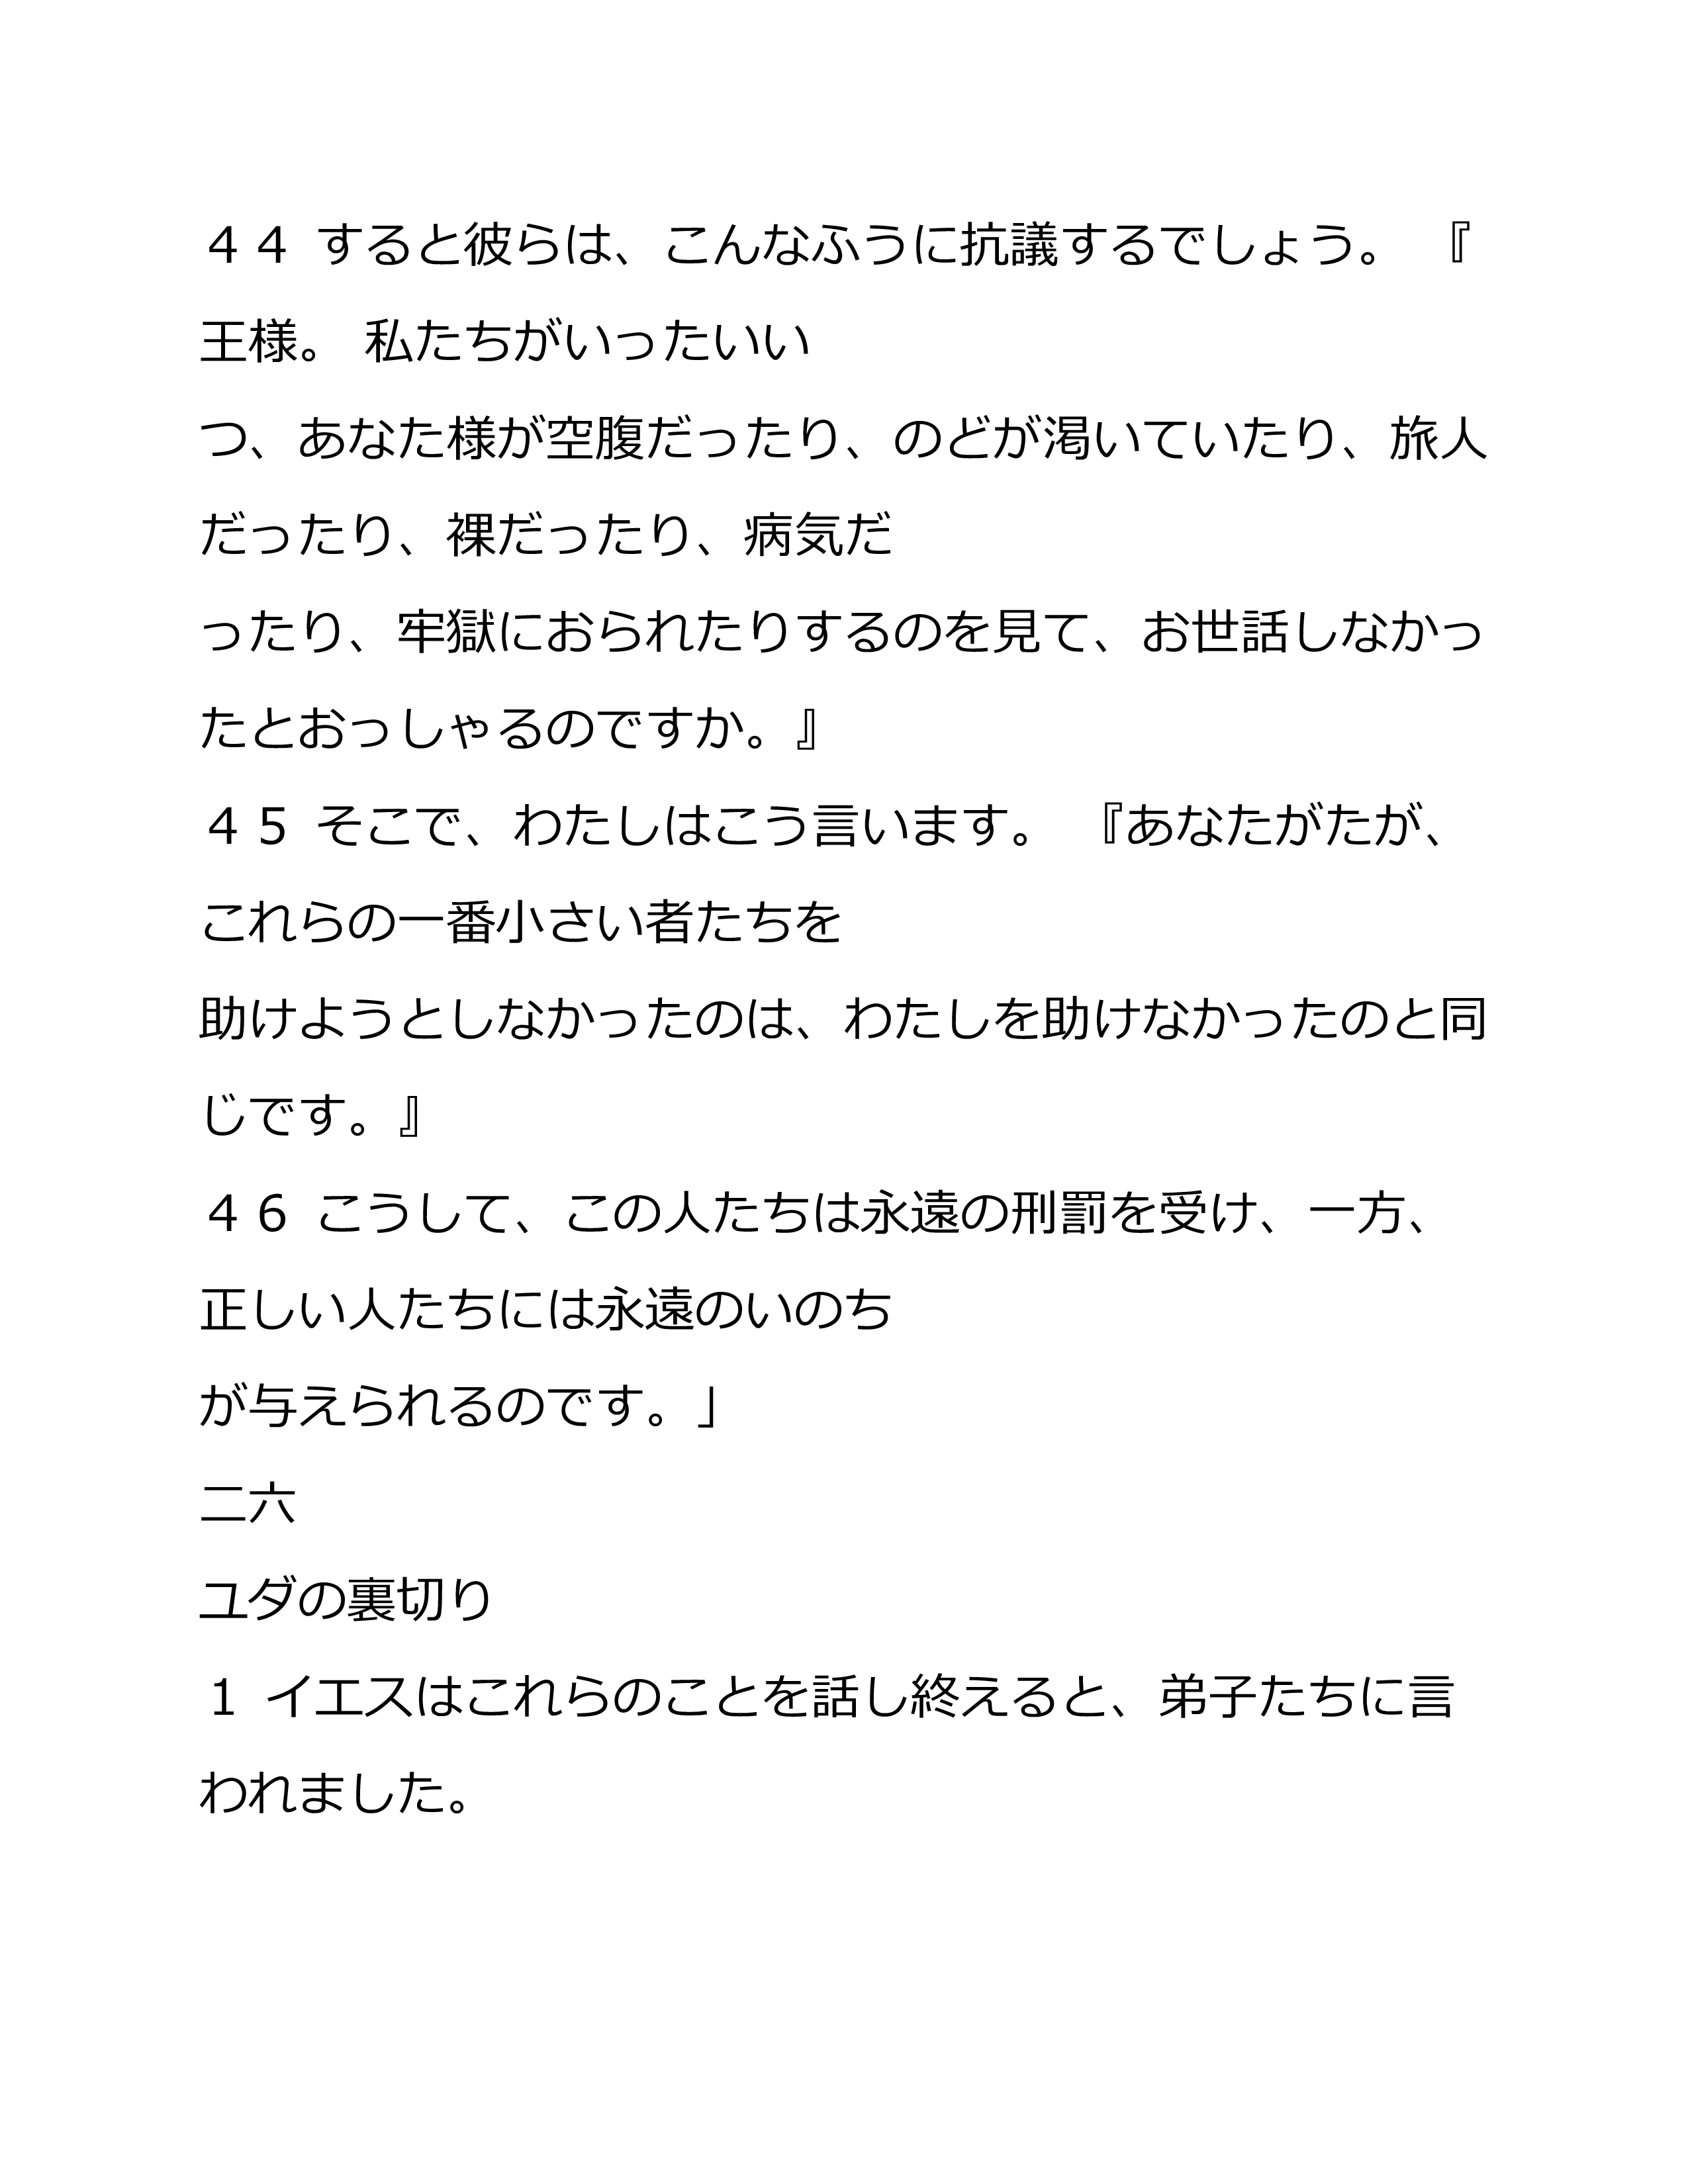 ４４ すると彼らは、こんなふうに抗議するでしょう。 『
王様。 私たちがいったいい
つ、あなた様が空腹だったり、のどが渇いていたり、旅人
だったり、裸だったり、病気だ
ったり、牢獄におられたりするのを見て、お世話しなかっ
たとおっしゃるのですか。』
４５ そこで、わたしはこう言います。 『あなたがたが、
これらの一番小さい者たちを
助けようとしなかったのは、わたしを助けなかったのと同
じです。』
４６ こうして、この人たちは永遠の刑罰を受け、一方、
正しい人たちには永遠のいのち
が与えられるのです。」
二六
ユダの裏切り
１ イエスはこれらのことを話し終えると、弟子たちに言
われました。